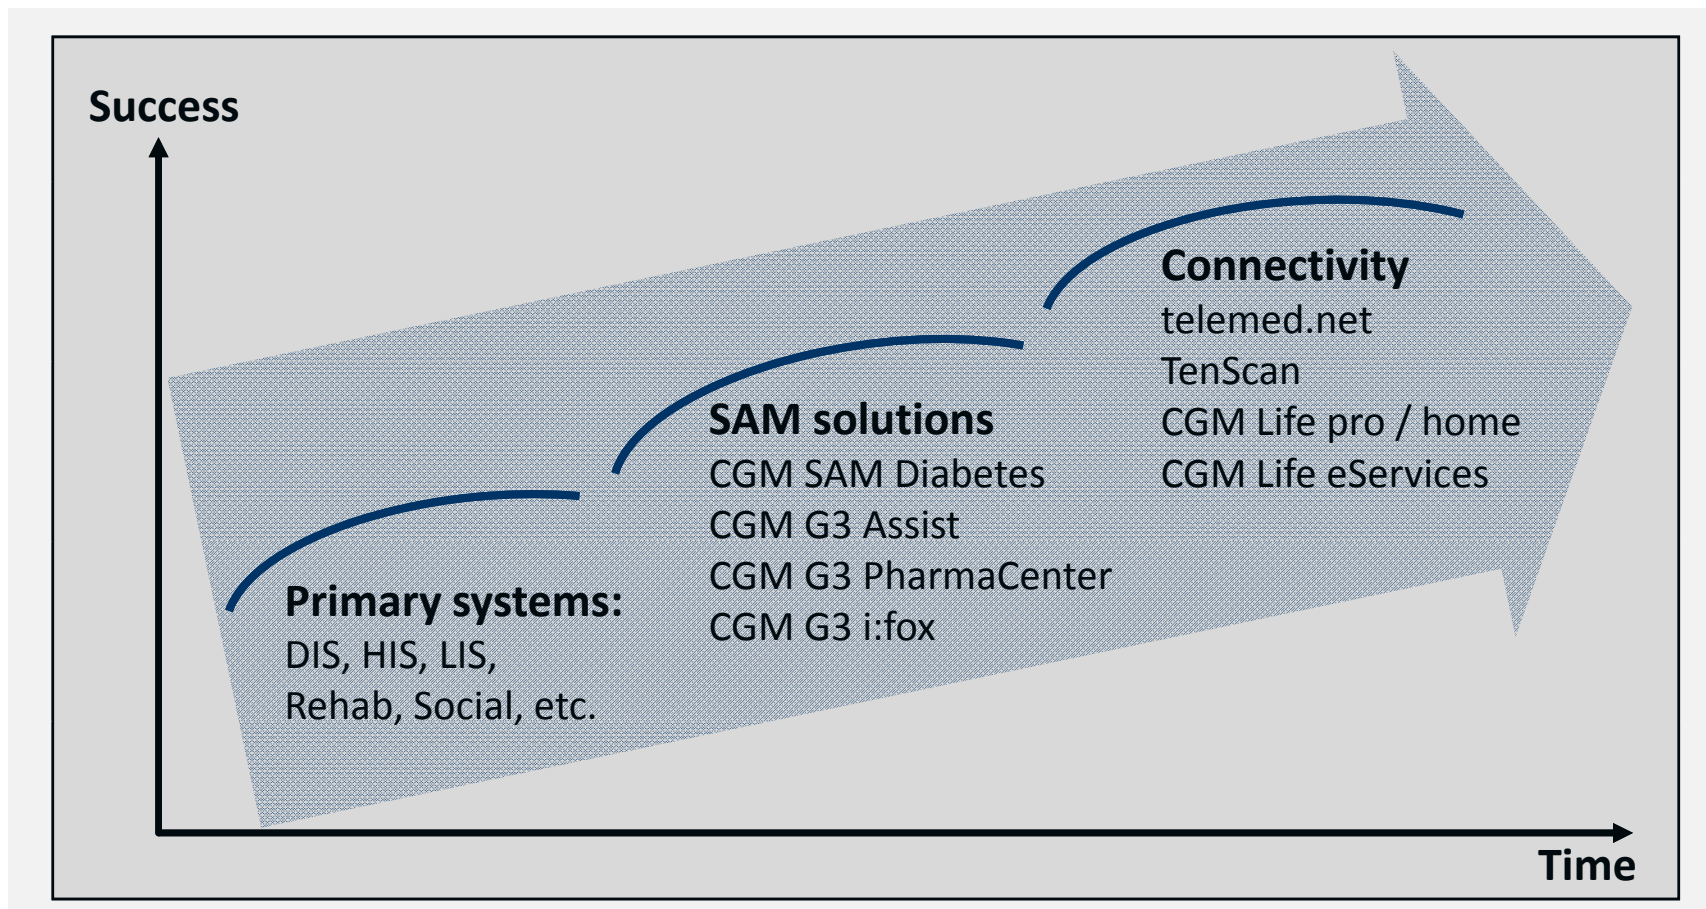 Success
Primary systems:
DIS, HIS, LIS,
Rehab, Social, etc.
SAM solutions
CGM SAM Diabetes
CGM G3 Assist
CGM G3 PharmaCenter
CGM G3 i:fox
Connectivity
telemed.net
TenScan
CGM Life pro / home
CGM Life eServices
Time